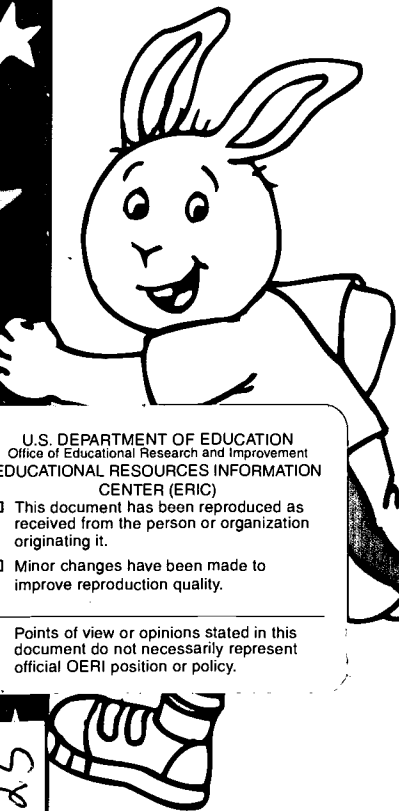 U.S. DEPARTMENT OF EDUCATION
Office of Educational Research and Improvement
EDUCATIONAL RESOURCES INFORMATION
CENTER (ERIC)
This document has been reproduced as
received from the person or organization
originating it.
Minor changes have been made to
improve reproduction quality.
Points of view or opinions stated in this
document do not necessarily represent
official OERI position or policy.
25